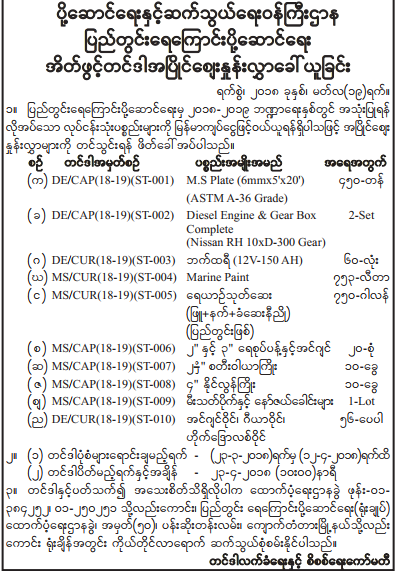 ပို့ဆောင်ရေးနှင့်ဆက်သွယ်ရေးဝန်ကြီးဌာန
ပြည်တွင်းရေကြောင်းပို့ဆောင်ရေး
အိတ်ဖွင့်တင်ဒါအပြိုင်ဈေးနှုန်းလွှာခေါ်ယူခြင်း
ရက်စွဲ၊ ၂၀၁၈ ခုနှစ်၊ မတ်လ(၁၉)ရက်။
၁။ ပြည်တွင်းရေကြောင်းပို့ဆောင်ရေးမှ ၂၀၁၈-၂၀၁၉ ဘဏ္ဍာရေးနှစ်တွင် အသုံးပြုရန်
လိုအပ်သော လုပ်ငန်းသုံးပစ္စည်းများကို မြန်မာကျပ်ငွေဖြင့်ဝယ်ယူရန်ရှိပါသဖြင့် အပြိုင်ဈေး
နှုန်းလွှာများကို တင်သွင်းရန် ဖိတ်ခေါ်အပ်ပါသည်။
စဉ် တင်ဒါအမှတ်စဉ် ပစ္စည်းအမျိုးအမည် အရေအတွက်
(က) DE/CAP(18-19)(ST-001) M.S Plate (6mmx5'x20') ၄၅၀-တန်
(ASTM A-36 Grade)
(ခ) DE/CAP(18-19)(ST-002) Diesel Engine & Gear Box 2-Set
Complete
(Nissan RH 10xD-300 Gear)
(ဂ) DE/CUR(18-19)(ST-003) ဘက်ထရီ (12V-150 AH) ၆၀-လုံး
(ဃ) MS/CUR(18-19)(ST-004) Marine Paint ၇၅၃-လီတာ
(င) MS/CAP(18-19)(ST-005) ရေယာဉ်သုတ်ဆေး ၇၅၀-ဂါလန်
(ဖြူ+နက်+ခံဆေးနီညို)
(ပြည်တွင်းဖြစ်)
(စ) MS/CAP(18-19)(ST-006) ၂" နှင့် ၃" ရေစုပ်ပန့်နှင့်အင်ဂျင် ၂၀-စုံ
(ဆ) MS/CAP(18-19)(ST-007) ၂½" စတီးဝါယာကြိုး ၁၀-ခွေ
(ဇ) MS/CAP(18-19)(ST-008) ၄" နိုင်လွန်ကြိုး ၁၀-ခွေ
(ဈ) MS/CAP(18-19)(ST-009) မီးသတ်ပိုက်နှင့် နော်ဇယ်ခေါင်းများ 1-Lot
(ည) DE/CUR(18-19)(ST-010) အင်ဂျင်ဝိုင်၊ ဂီယာဝိုင်၊ ၅၆-ပေပါ
ဟိုက်ဒြောလစ်ဝိုင်
၂။ (၁) တင်ဒါပုံစံများရောင်းချမည့်ရက် - (၂၃-၃-၂၀၁၈)ရက်မှ (၁၂-၄-၂၀၁၈)ရက်ထိ
(၂) တင်ဒါပိတ်မည့်ရက်နှင့်အချိန် - ၂၃-၄-၂၀၁၈ (၁၀း၀၀)နာရီ
၃။ တင်ဒါနှင့်ပတ်သက်၍ အသေးစိတ်သိရှိလိုပါက ထောက်ပံ့ရေးဌာနခွဲ ဖုန်း-၀၁-
၃၈၄၂၅၂၊ ၀၁-၂၅၀၂၅၁ သို့လည်းကောင်း၊ ပြည်တွင်း ရေကြောင်းပို့ဆောင်ရေး(ရုံးချုပ်)
ထောက်ပံ့ရေးဌာနခွဲ၊ အမှတ်(၅၀)၊ ပန်းဆိုးတန်းလမ်း၊ ကျောက်တံတားမြို့နယ်သို့လည်း
ကောင်း ရုံးချိန်အတွင်း ကိုယ်တိုင်လာရောက် ဆက်သွယ်စုံစမ်းနိုင်ပါသည်။
တင်ဒါလက်ခံရေးနှင့် စိစစ်ရေးကော်မတီ